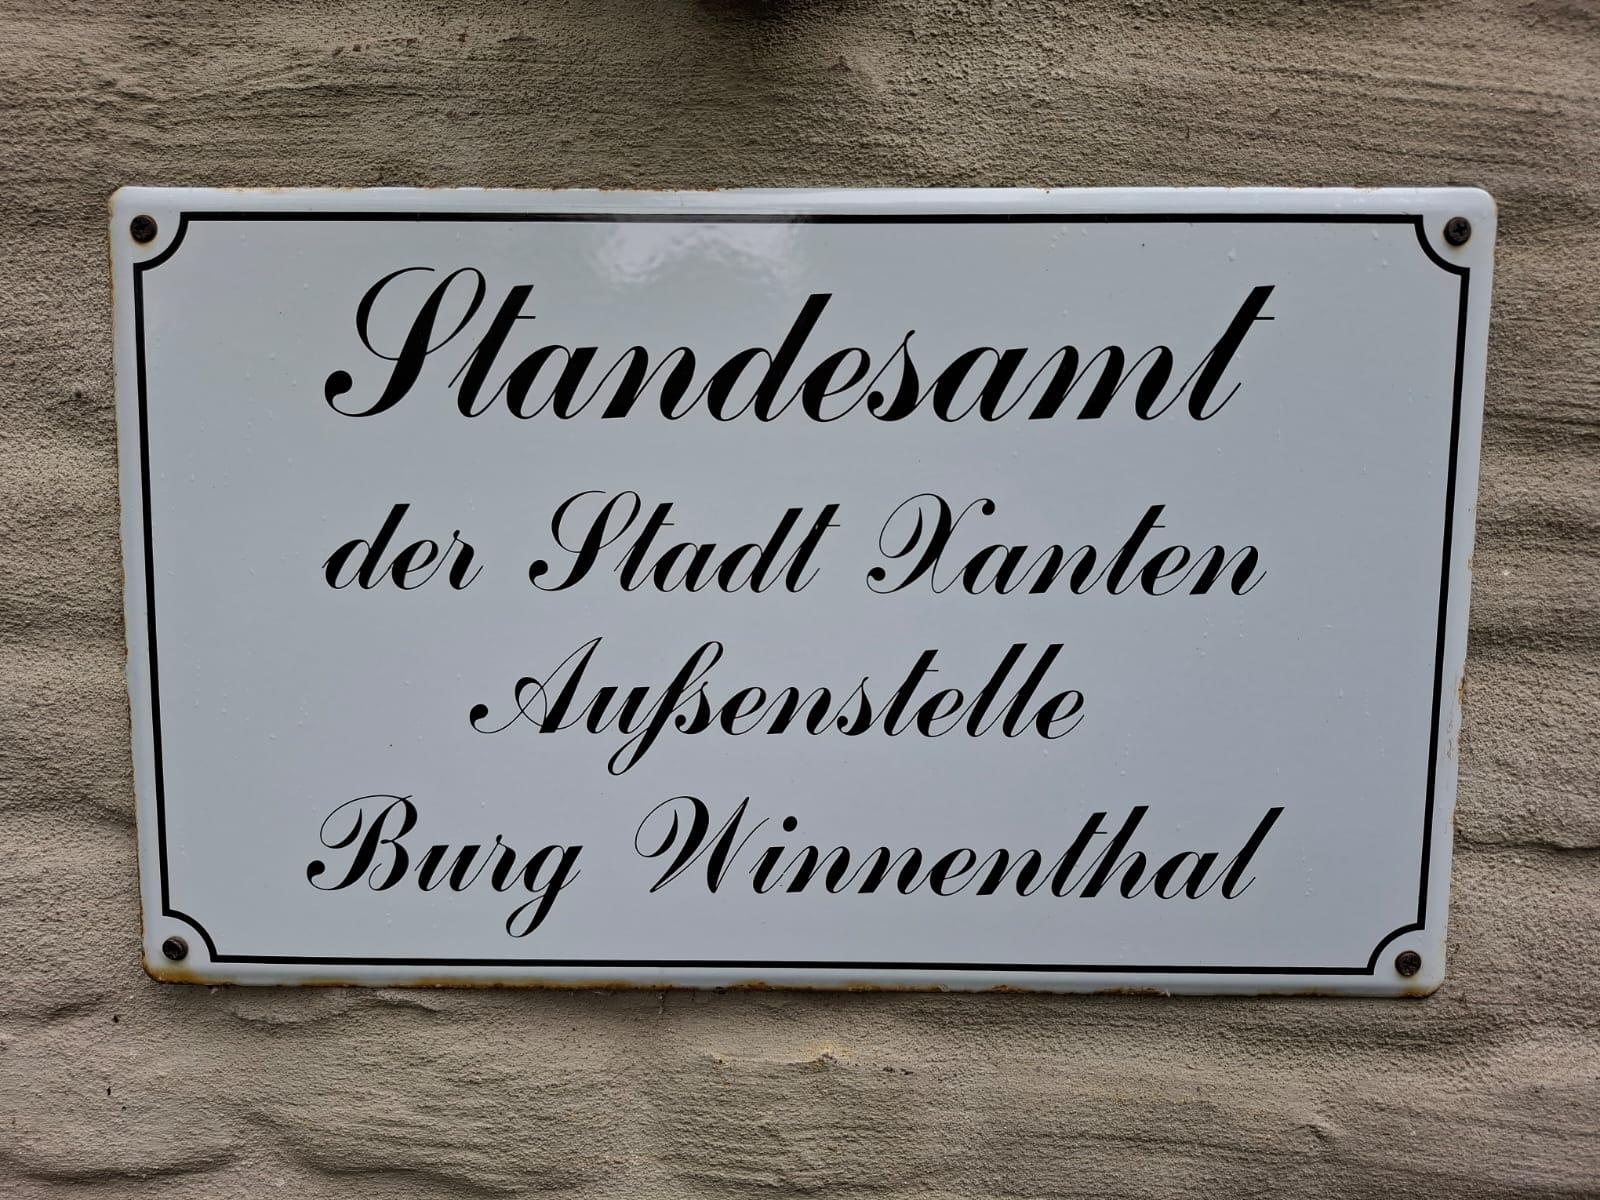 Standesamt
der Stadt Xanten
Außenstelle
Burg Winnenthal